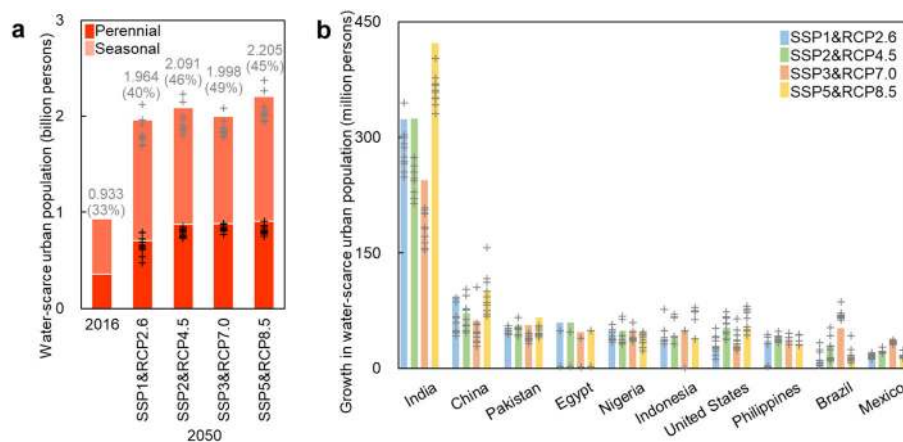 a
Perennial
Seasonal
Water-scarce urban population (billion persons)
3
2
1
0
0.933
(33%)
1.964
(40%)
2.091
(46%)
1.998
(49%)
2.205
(45%)
2016
SSP1&RCP2.6
SSP2&RCP4.5
SSP3&RCP7.0
SSP5&RCP8.5
2050
b
Growth in water-scarce urban population (million persons)
450
300
150
0
SSP1&RCP2.6
SSP2&RCP4.5
SSP3&RCP7.0
SSP5&RCP8.5
India
China
Pakistan
Egypt
Nigeria
Indonesia
United States
Philippines
Brazil
Mexico